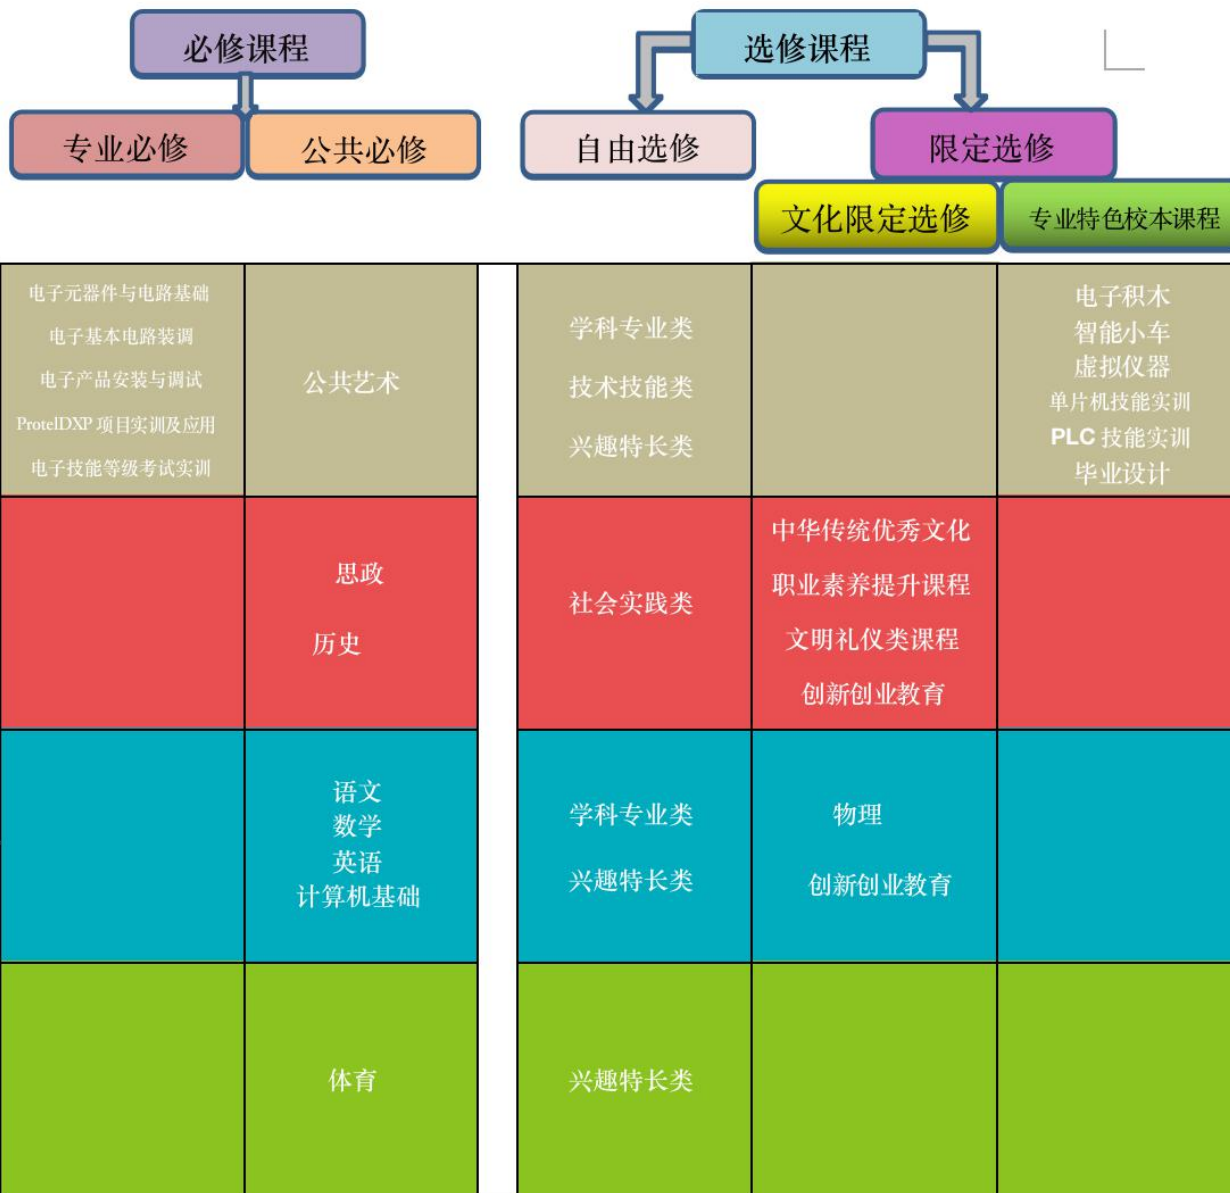 必修课程
选修课程
专业必修
公共必修
自由选修
限定选修
文化限定选修
专业特色校本课程
电子元器件与电路基础
电子基本电路装调
电子产品安装与调试
ProtelDXP 项目实训及应用
电子技能等级考试实训
公共艺术
学科专业类
技术技能类
兴趣特长类
电子积木
智能小车
虚拟仪器
单片机技能实训
PLC 技能实训
毕业设计
思政
历史
社会实践类
中华传统优秀文化
职业素养提升课程
文明礼仪类课程
创新创业教育
语文
数学
英语
计算机基础
学科专业类
兴趣特长类
物理
创新创业教育
体育
兴趣特长类